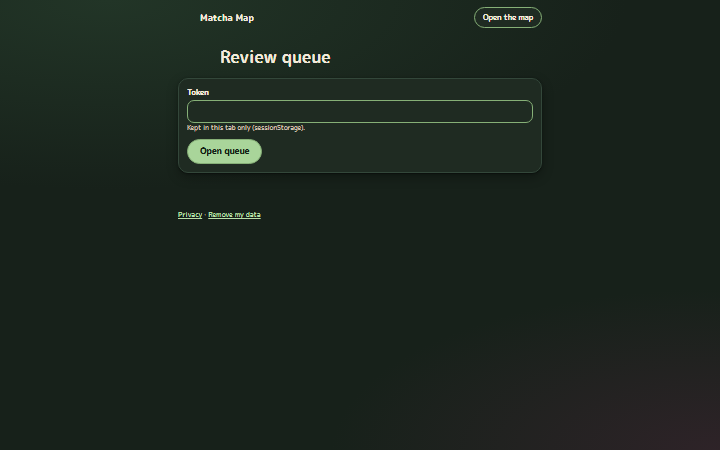 Matcha Map
Open the map
Review queue
Token
Kept in this tab only (sessionStorage).
Open queue
Privacy · Remove my data